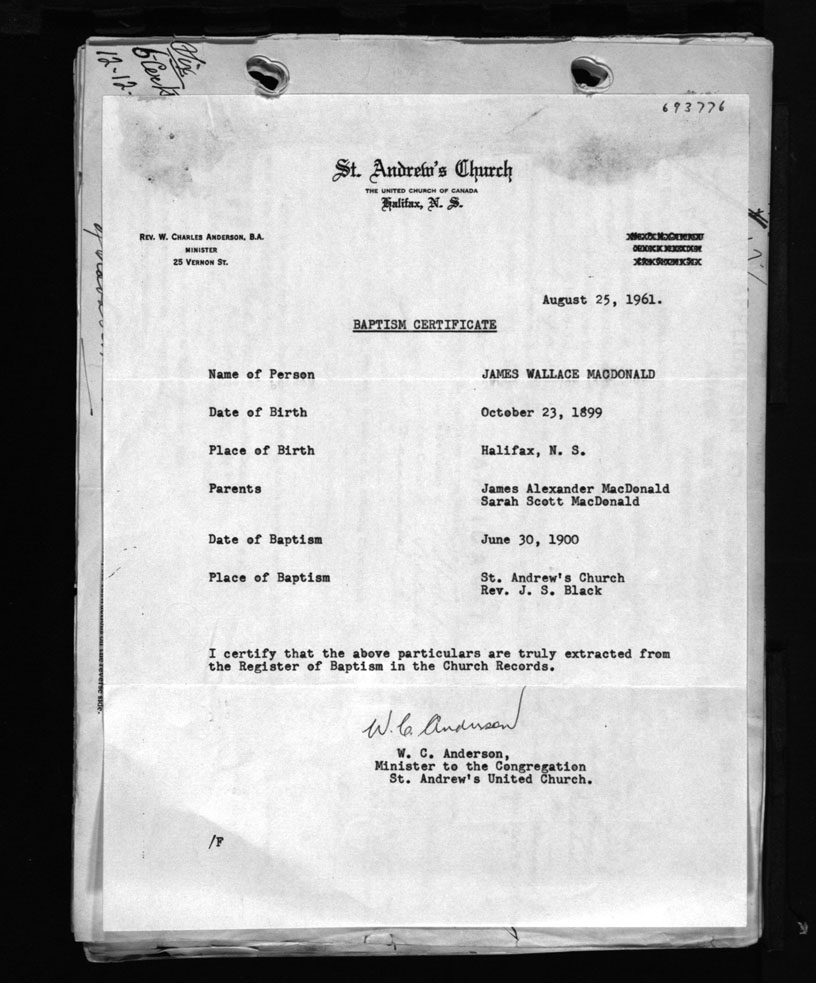 12-12-
693776
St. Andrew's Church
THE UNITED CHURCH OF CANADA
Halifax, N. S.
REV. W. CHARLES ANDERSON, B.A.
MINISTER
25 VERNON ST.
August 25, 1961.
BAPTISM CERTIFICATE
Name of Person JAMES WALLACE MACDONALD
Date of Birth October 23, 1899
Place of Birth Halifax, N. S.
Parents James Alexander MacDonald
Sarah Scott MacDonald
Date of Baptism June 30, 1900
Place of Baptism St. Andrew's Church
Rev. J. S. Black
I certify that the above particulars are truly extracted from
the Register of Baptism in the Church Records.
W. C. Anderson
W. C. Anderson,
Minister to the Congregation
St. Andrew's United Church.
/F